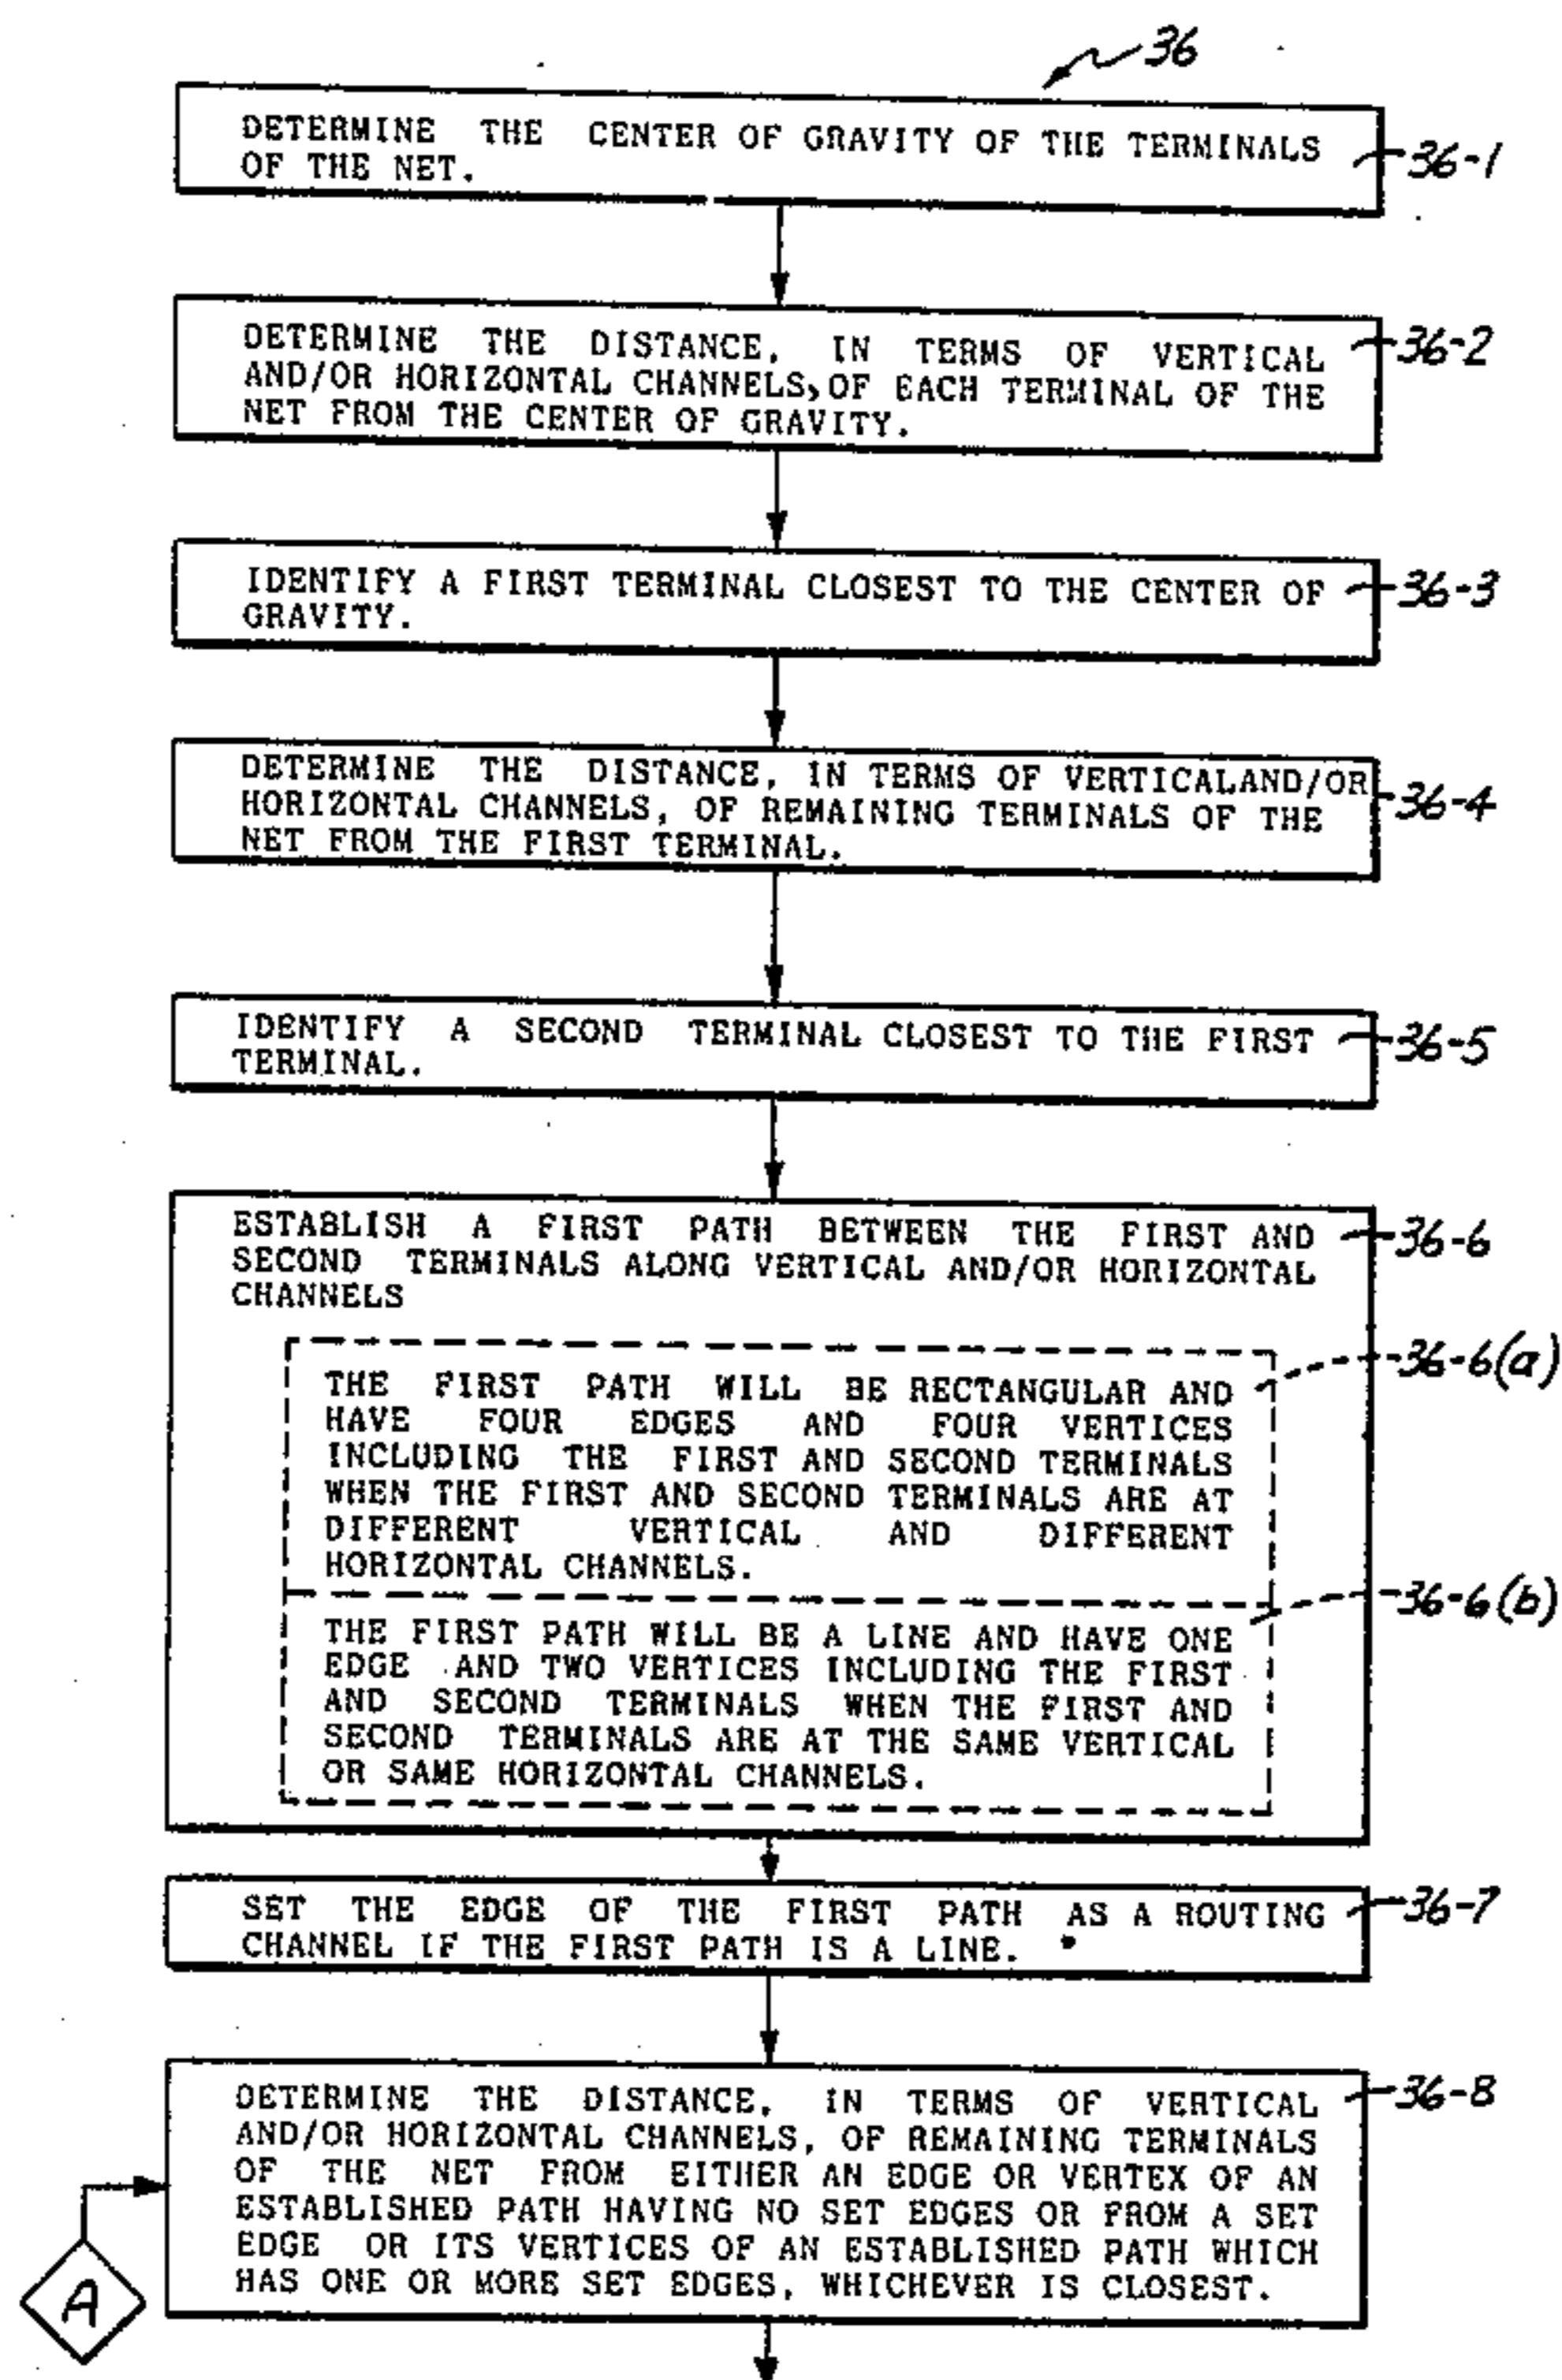 36
DETERMINE THE CENTER OF GRAVITY OF THE TERMINALS
OF THE NET.
36-1
DETERMINE THE DISTANCE, IN TERMS OF VERTICAL
AND/OR HORIZONTAL CHANNELS, OF EACH TERMINAL OF THE
NET FROM THE CENTER OF GRAVITY.
36-2
IDENTIFY A FIRST TERMINAL CLOSEST TO THE CENTER OF
GRAVITY.
36-3
DETERMINE THE DISTANCE, IN TERMS OF VERTICALAND/OR
HORIZONTAL CHANNELS, OF REMAINING TERMINALS OF THE
NET FROM THE FIRST TERMINAL.
36-4
IDENTIFY A SECOND TERMINAL CLOSEST TO THE FIRST
TERMINAL.
36-5
ESTABLISH A FIRST PATH BETWEEN THE FIRST AND
SECOND TERMINALS ALONG VERTICAL AND/OR HORIZONTAL
CHANNELS
36-6
THE FIRST PATH WILL BE RECTANGULAR AND
HAVE FOUR EDGES AND FOUR VERTICES
INCLUDING THE FIRST AND SECOND TERMINALS
WHEN THE FIRST AND SECOND TERMINALS ARE AT
DIFFERENT VERTICAL AND DIFFERENT
HORIZONTAL CHANNELS.
36-6(a)
THE FIRST PATH WILL BE A LINE AND HAVE ONE
EDGE AND TWO VERTICES INCLUDING THE FIRST
AND SECOND TERMINALS WHEN THE FIRST AND
SECOND TERMINALS ARE AT THE SAME VERTICAL
OR SAME HORIZONTAL CHANNELS.
36-6(b)
SET THE EDGE OF THE FIRST PATH AS A ROUTING
CHANNEL IF THE FIRST PATH IS A LINE.
36-7
DETERMINE THE DISTANCE, IN TERMS OF VERTICAL
AND/OR HORIZONTAL CHANNELS, OF REMAINING TERMINALS
OF THE NET FROM EITHER AN EDGE OR VERTEX OF AN
ESTABLISHED PATH HAVING NO SET EDGES OR FROM A SET
EDGE OR ITS VERTICES OF AN ESTABLISHED PATH WHICH
HAS ONE OR MORE SET EDGES, WHICHEVER IS CLOSEST.
36-8
A